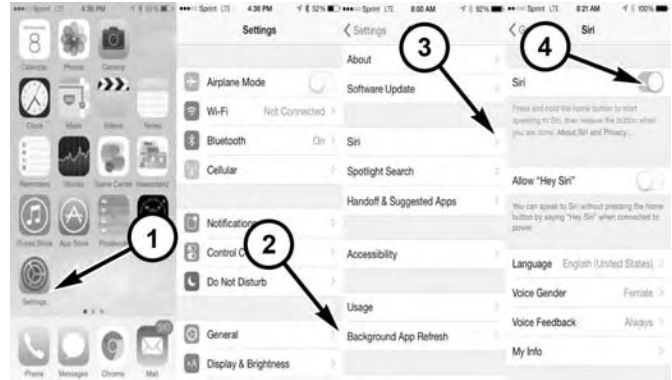 Sprint LTE 4:36 PM 52%
8
Calendar Photos Camera
Clock Maps Videos Notes
Reminders Stocks Game Center Newsstand
iTunes Store App Store Passbook
1
Settings
Phone Messages Chrome Mail
Sprint LTE 4:36 PM 52%
Settings
Airplane Mode
Wi-Fi Not Connected
Bluetooth On
Cellular
Notifications
Control C
2
Do Not Disturb
General
Display & Brightness
Sprint LTE 8:00 AM 92%
Settings
3
About
Software Update
Siri
Spotlight Search
Handoff & Suggested Apps
Accessibility
Usage
Background App Refresh
Sprint LTE 8:21 AM 100%
G Siri
4
Siri
Press and hold the home button to start
speaking to Siri, then release the button when
you are done. About Siri and Privacy...
Allow "Hey Siri"
You can speak to Siri without pressing the home
button by saying "Hey Siri" when connected to
power.
Language English (United States)
Voice Gender Female
Voice Feedback Always
My Info